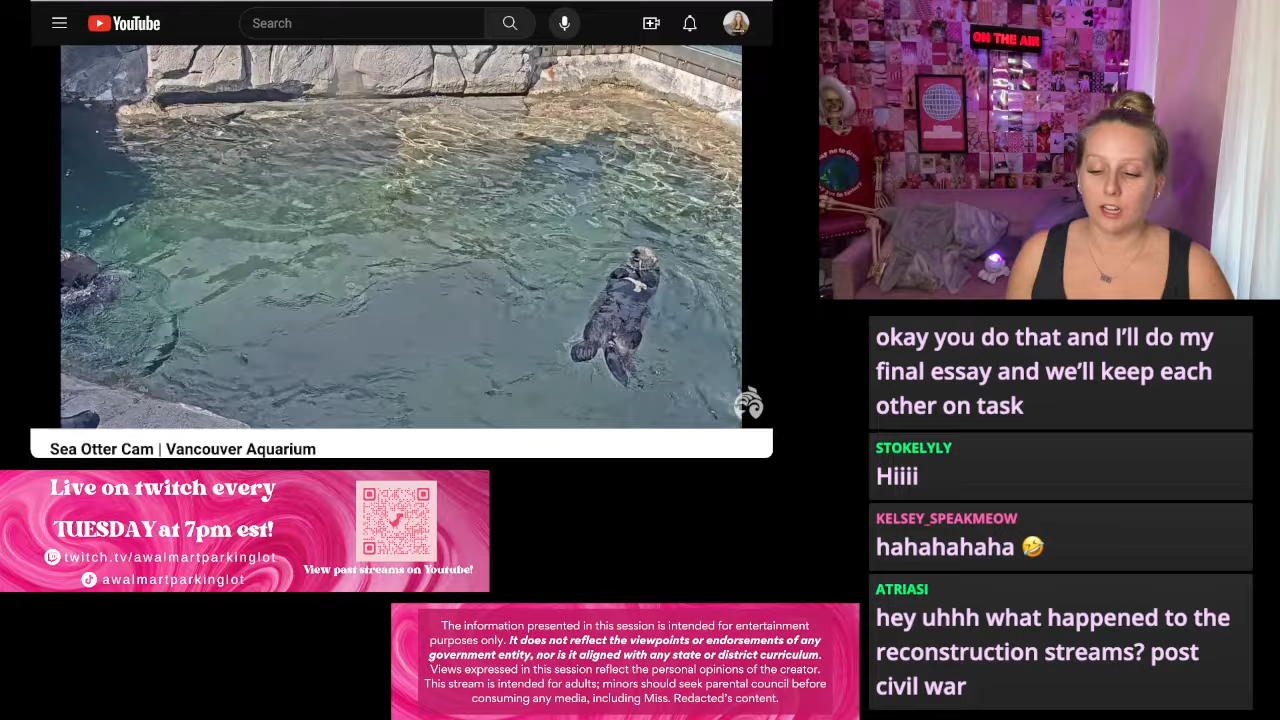 YouTube
Search
ON THE AIR
Sea Otter Cam | Vancouver Aquarium
Live on twitch every
TUESDAY at 7pm est!
twitch.tv/awalmartparkinglot
awalmartparkinglot
View past streams on Youtube!
The information presented in this session is intended for entertainment
purposes only. It does not reflect the viewpoints or endorsements of any
government entity, nor is it aligned with any state or district curriculum.
Views expressed in this session reflect the personal opinions of the creator.
This stream is intended for adults; minors should seek parental council before
consuming any media, including Miss. Redacted's content.
okay you do that and I'll do my
final essay and we'll keep each
other on task
STOKELYLY
Hiiii
KELSEY_SPEAKMEOW
hahahahaha 🤣
ATRIASI
hey uhhh what happened to the
reconstruction streams? post
civil war